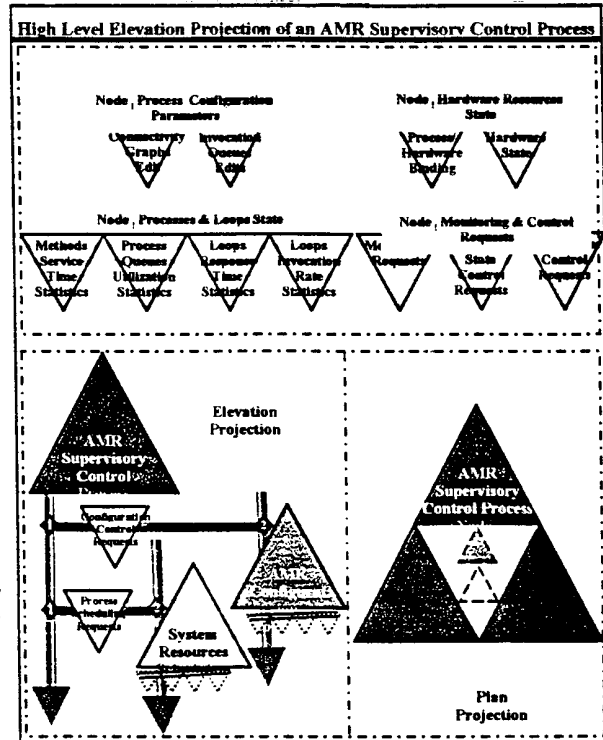 High Level Elevation Projection of an AMR Supervisory Control Process
Node , Process Configuration
Parameters
Connectivity
Graphs
Edit
Invocation
Queues
Edits
Node , Hardware Resources
State
Process/
Hardware
Binding
Hardware
State
Node , Processes & Loops State
Methods
Service
Time
Statistics
Process
Queues
Utilization
Statistics
Loops
Response
Time
Statistics
Loops
Invocation
Rate
Statistics
Node , Monitoring & Control
Requests
Requests
State
Control
Requests
Control
Requests
Elevation
Projection
AMR
Supervisory
Control
Configuration
Control
Requests
Process
Scheduling
Requests
System
Resources
AMR
Supervisory
Control Process
Plan
Projection